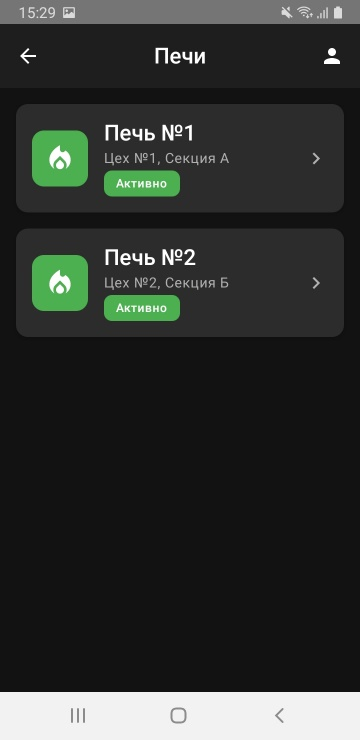 15:29
Печи
Печь №1
Цех №1, Секция А
Активно
Печь №2
Цех №2, Секция Б
Активно